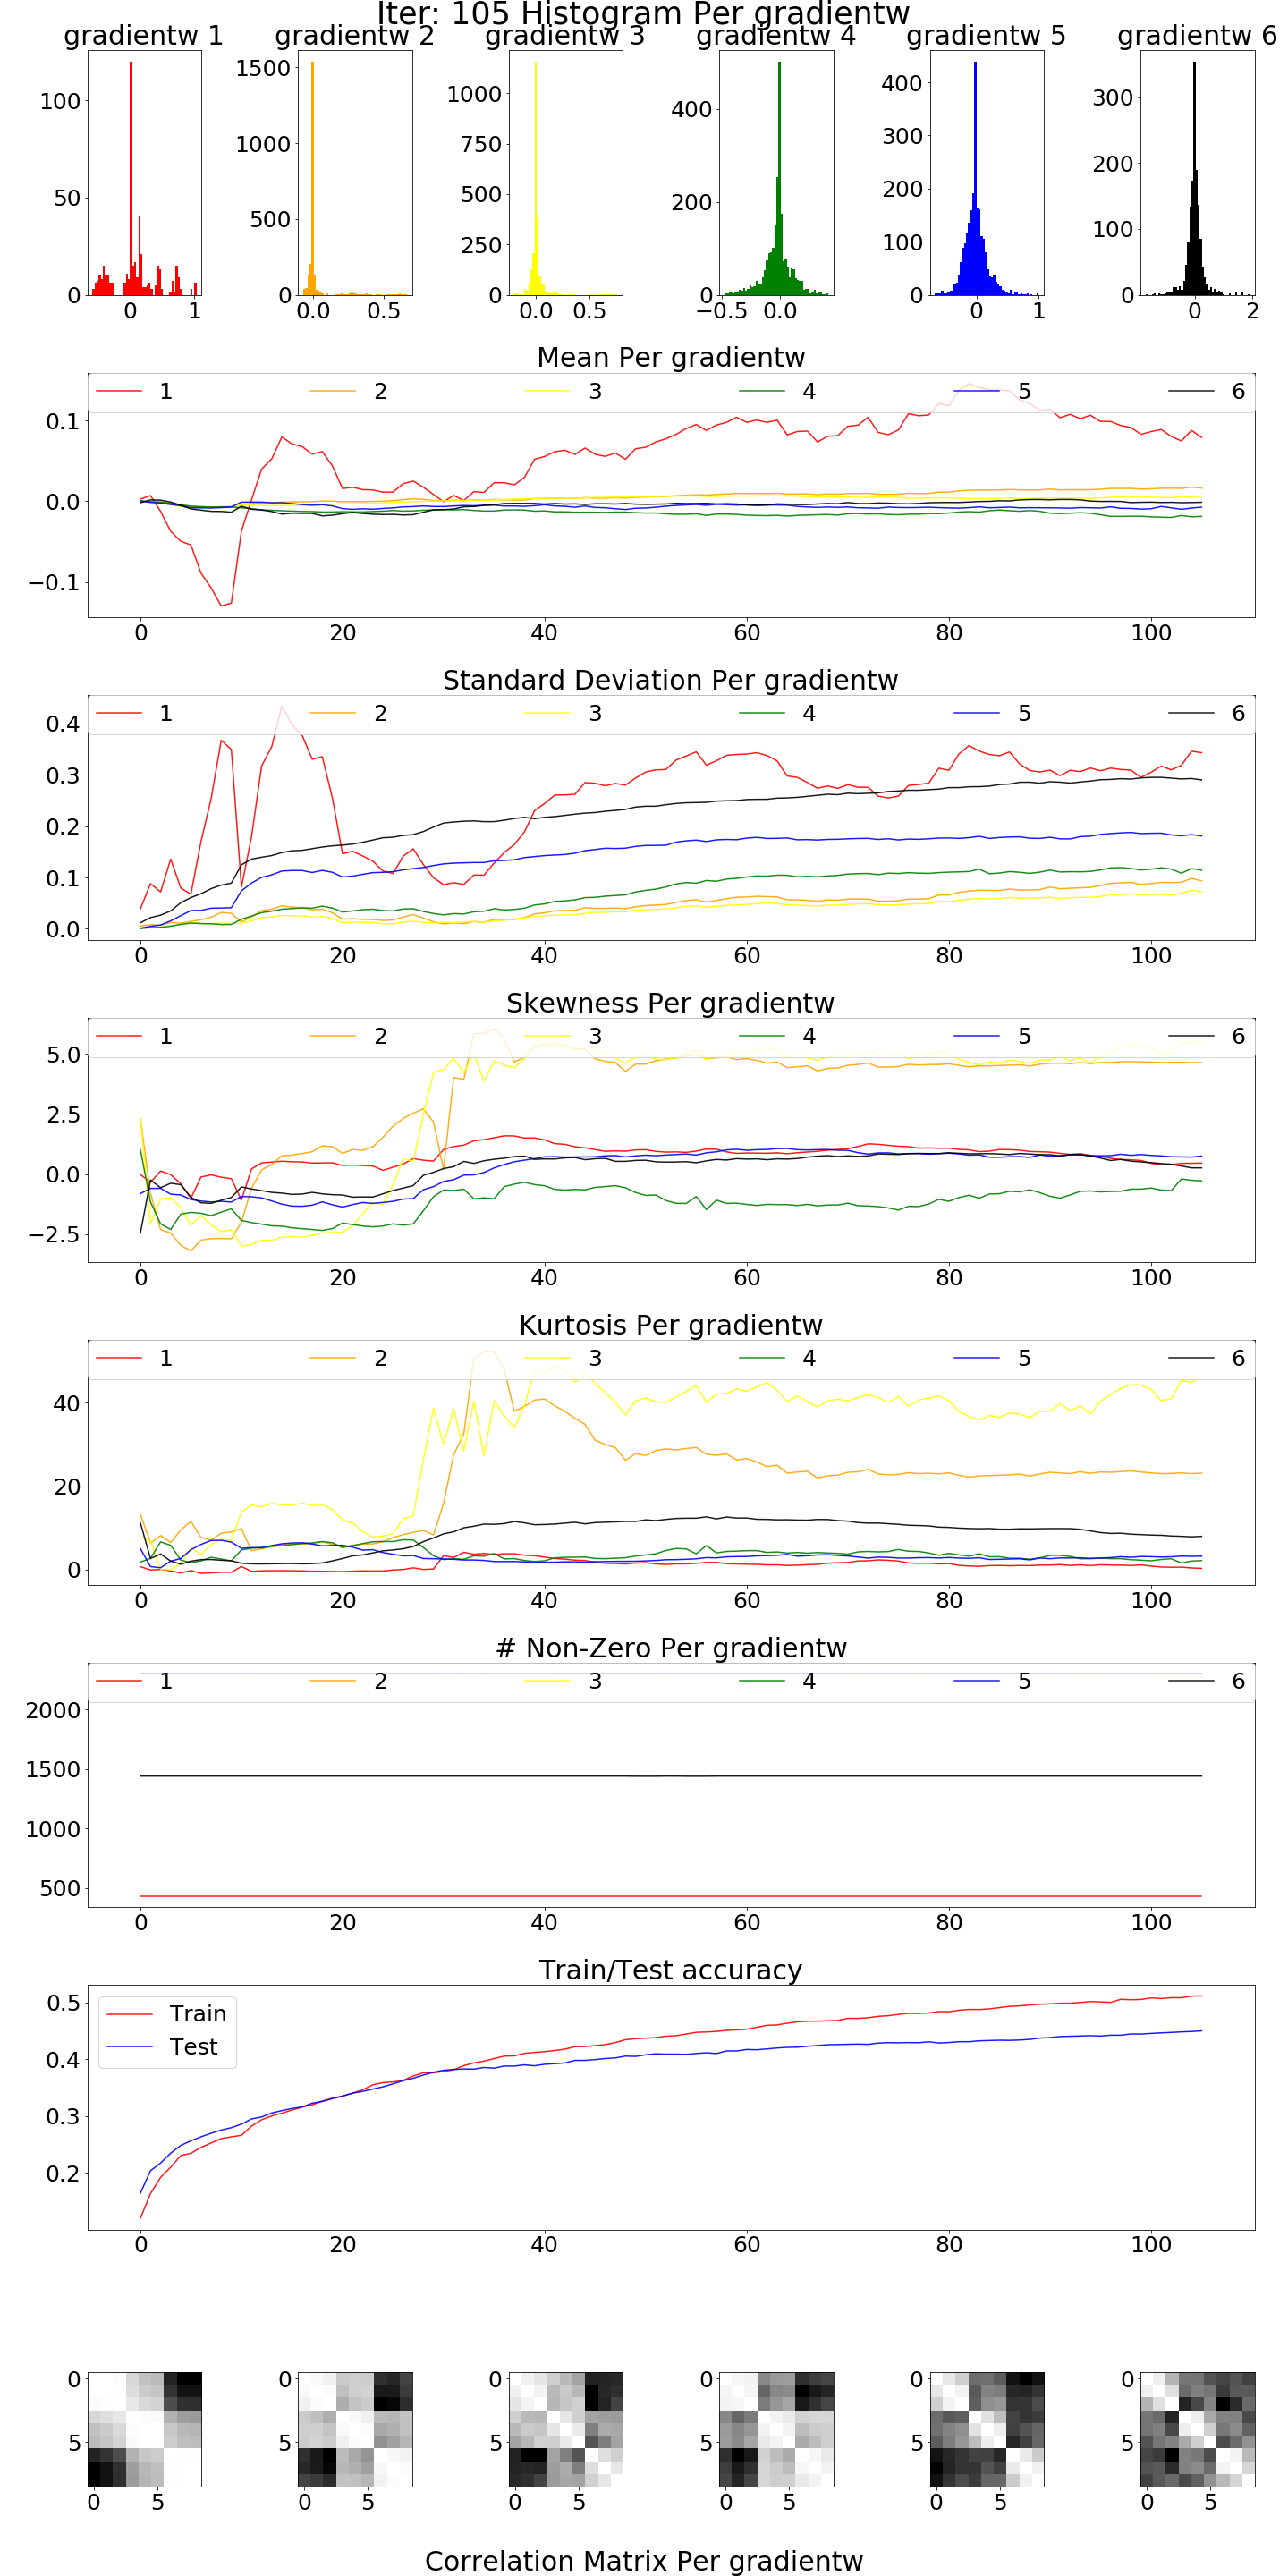 Iter: 105 Histogram Per gradientw
gradientw 1 gradientw 2 gradientw 3 gradientw 4 gradientw 5 gradientw 6
100
50
0
0 1
1500
1000
500
0
0.0 0.5
1000
750
500
250
0
0.0 0.5
400
200
0
−0.5 0.0
400
300
200
100
0
0 1
300
200
100
0
0 2
Mean Per gradientw
1 2 3 4 5 6
0.1
0.0
−0.1
0 20 40 60 80 100
Standard Deviation Per gradientw
1 2 3 4 5 6
0.4
0.3
0.2
0.1
0.0
0 20 40 60 80 100
Skewness Per gradientw
1 2 3 4 5 6
5.0
2.5
0.0
−2.5
0 20 40 60 80 100
Kurtosis Per gradientw
1 2 3 4 5 6
40
20
0
0 20 40 60 80 100
# Non-Zero Per gradientw
1 2 3 4 5 6
2000
1500
1000
500
0 20 40 60 80 100
Train/Test accuracy
Train
Test
0.5
0.4
0.3
0.2
0 20 40 60 80 100
0 0 0 0 0 0
5 5 5 5 5 5
0 5 0 5 0 5 0 5 0 5 0 5
Correlation Matrix Per gradientw